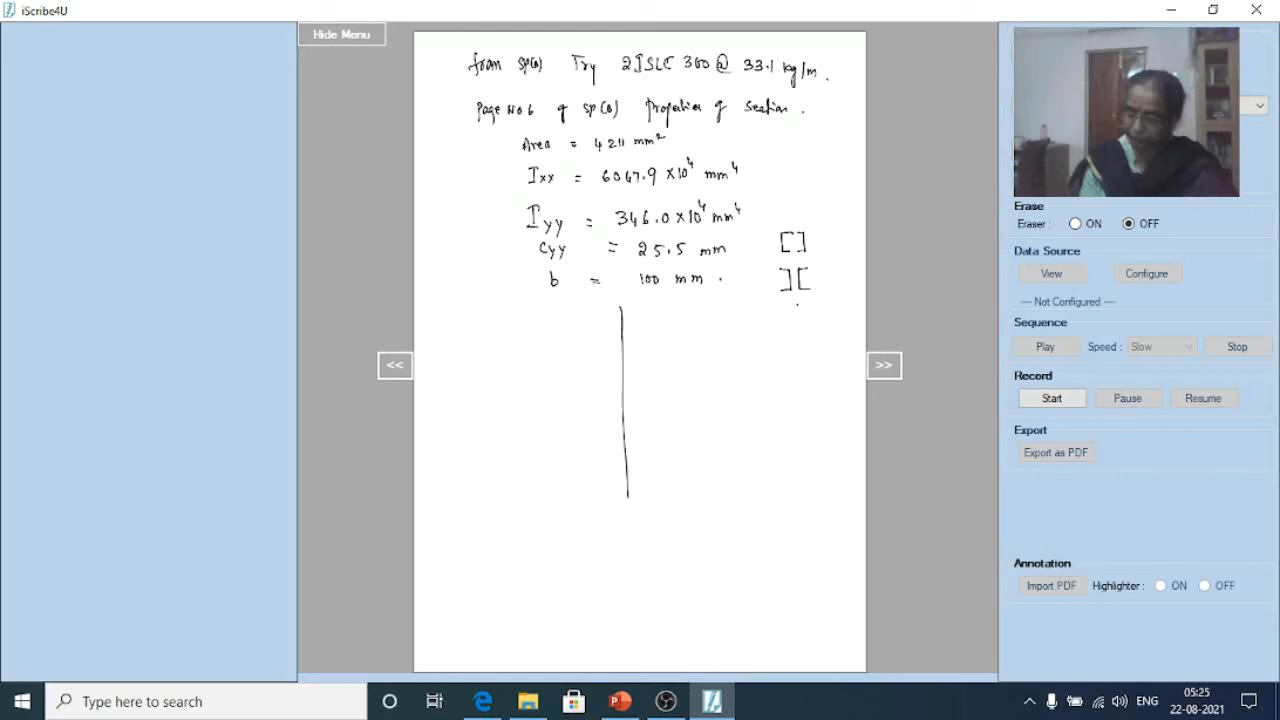 iScribe4U
Hide Menu
from SP(6) Try 2ISLC 300 @ 33.1 kg/m.
Page No 6 of SP(6) Properties of Section.
Area = 4211 mm²
Ixx = 6047.9 ×10⁴ mm⁴
Iyy = 346.0 ×10⁴ mm⁴
Cyy = 25.5 mm
b = 100 mm.
<<
>>
Erase
Eraser : ON OFF
Data Source
View Configure
--- Not Configured ---
Sequence
Play Speed : Slow Stop
Record
Start Pause Resume
Export
Export as PDF
Annotation
Import PDF Highlighter : ON OFF
Type here to search
ENG
05:25
22-08-2021